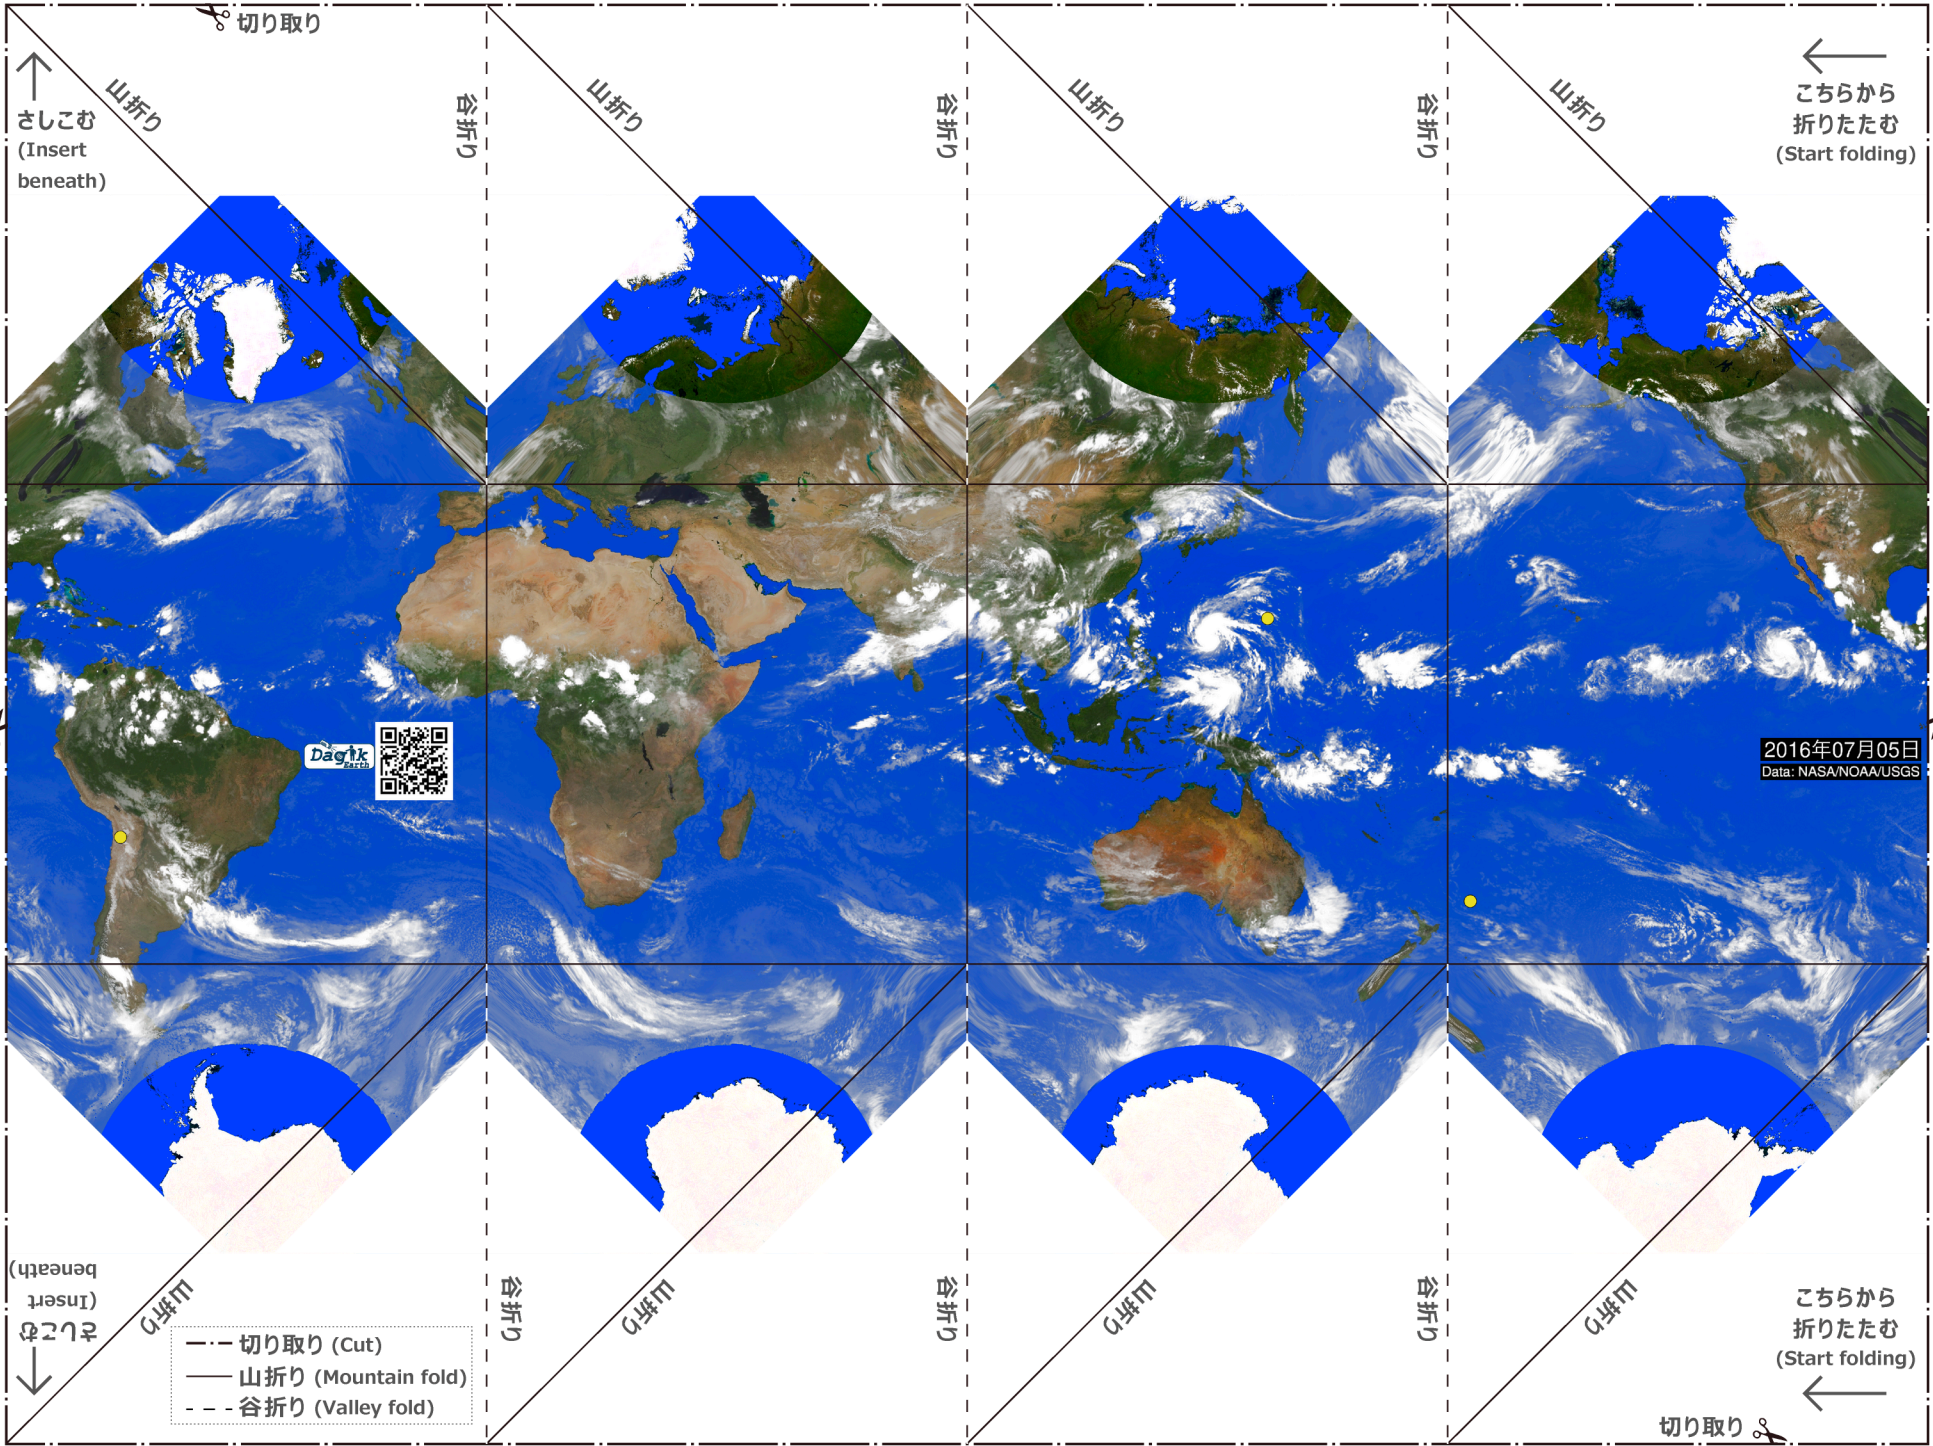 切り取り
山折り
谷折り
山折り
谷折り
山折り
谷折り
山折り
さしこむ
(Insert
beneath)
こちらから
折りたたむ
(Start folding)
Dagik
Earth
2016年07月05日
Data: NASA/NOAA/USGS
さしこむ
(Insert
beneath)
山折り
谷折り
山折り
谷折り
山折り
谷折り
山折り
こちらから
折りたたむ
(Start folding)
切り取り (Cut)
山折り (Mountain fold)
谷折り (Valley fold)
切り取り